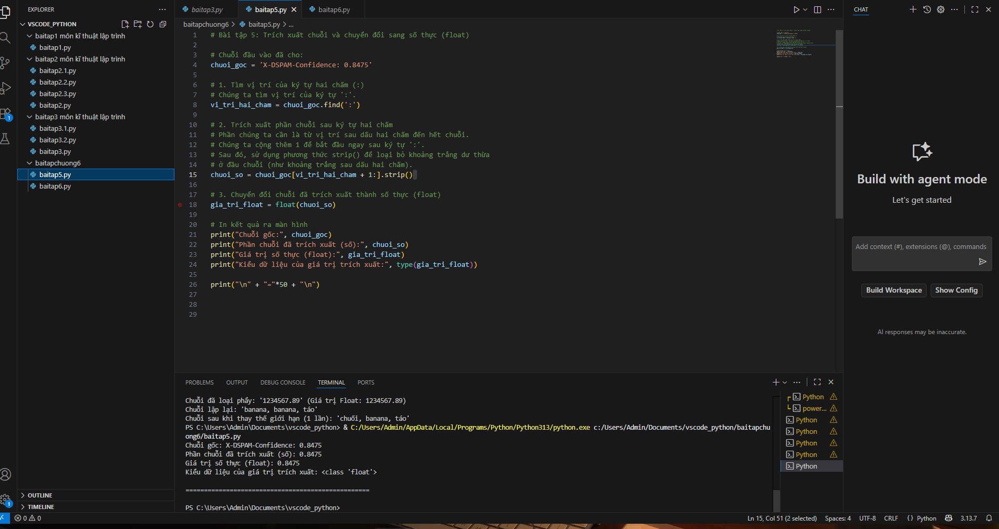 EXPLORER
VSCODE_PYTHON
baitap1 môn kĩ thuật lập trình
baitap1.py
baitap2 môn kĩ thuật lập trình
baitap2.1.py
baitap2.2.py
baitap2.3.py
baitap2.py
baitap3 môn kĩ thuật lập trình
baitap3.1.py
baitap3.2.py
baitap3.py
baitapchuong6
baitap5.py
baitap6.py
OUTLINE
TIMELINE
baitap3.py
baitap5.py
baitap6.py
baitapchuong6 > baitap5.py > ...
1 # Bài tập 5: Trích xuất chuỗi và chuyển đổi sang số thực (float)
2
3 # Chuỗi đầu vào đã cho:
4 chuoi_goc = 'X-DSPAM-Confidence: 0.8475'
5
6 # 1. Tìm vị trí của ký tự hai chấm (:)
7 # Chúng ta tìm vị trí của ký tự ':'.
8 vi_tri_hai_cham = chuoi_goc.find(':')
9
10 # 2. Trích xuất phần chuỗi sau ký tự hai chấm
11 # Phần chúng ta cần là từ vị trí sau dấu hai chấm đến hết chuỗi.
12 # Chúng ta cộng thêm 1 để bắt đầu ngay sau ký tự ':'.
13 # Sau đó, sử dụng phương thức strip() để loại bỏ khoảng trắng dư thừa
14 # ở đầu chuỗi (như khoảng trắng sau dấu hai chấm).
15 chuoi_so = chuoi_goc[vi_tri_hai_cham + 1:].strip()
16
17 # 3. Chuyển đổi chuỗi đã trích xuất thành số thực (float)
18 gia_tri_float = float(chuoi_so)
19
20 # In kết quả ra màn hình
21 print("Chuỗi gốc:", chuoi_goc)
22 print("Phần chuỗi đã trích xuất (số):", chuoi_so)
23 print("Giá trị số thực (float):", gia_tri_float)
24 print("Kiểu dữ liệu của giá trị trích xuất:", type(gia_tri_float))
25
26 print("\n" + "="*50 + "\n")
27
28
29
PROBLEMS
OUTPUT
DEBUG CONSOLE
TERMINAL
PORTS
Chuỗi đã loại phẩy: '1234567.89' (Giá trị Float: 1234567.89)
Chuỗi lặp lại: 'banana, banana, táo'
Chuỗi sau khi thay thế giới hạn (1 lần): 'chuối, banana, táo'
PS C:\Users\Admin\Documents\vscode_python> & C:/Users/Admin/AppData/Local/Programs/Python/Python313/python.exe c:/Users/Admin/Documents/vscode_python/baitapchu
ong6/baitap5.py
Chuỗi gốc: X-DSPAM-Confidence: 0.8475
Phần chuỗi đã trích xuất (số): 0.8475
Giá trị số thực (float): 0.8475
Kiểu dữ liệu của giá trị trích xuất: <class 'float'>
==================================================
PS C:\Users\Admin\Documents\vscode_python>
Python
power...
Python
Python
Python
Python
Python
CHAT
Build with agent mode
Let's get started
Add context (#), extensions (@), commands
Build Workspace
Show Config
AI responses may be inaccurate.
1
1
0 0
Ln 15, Col 51 (2 selected)
Spaces: 4
UTF-8
CRLF
{ } Python
3.13.7